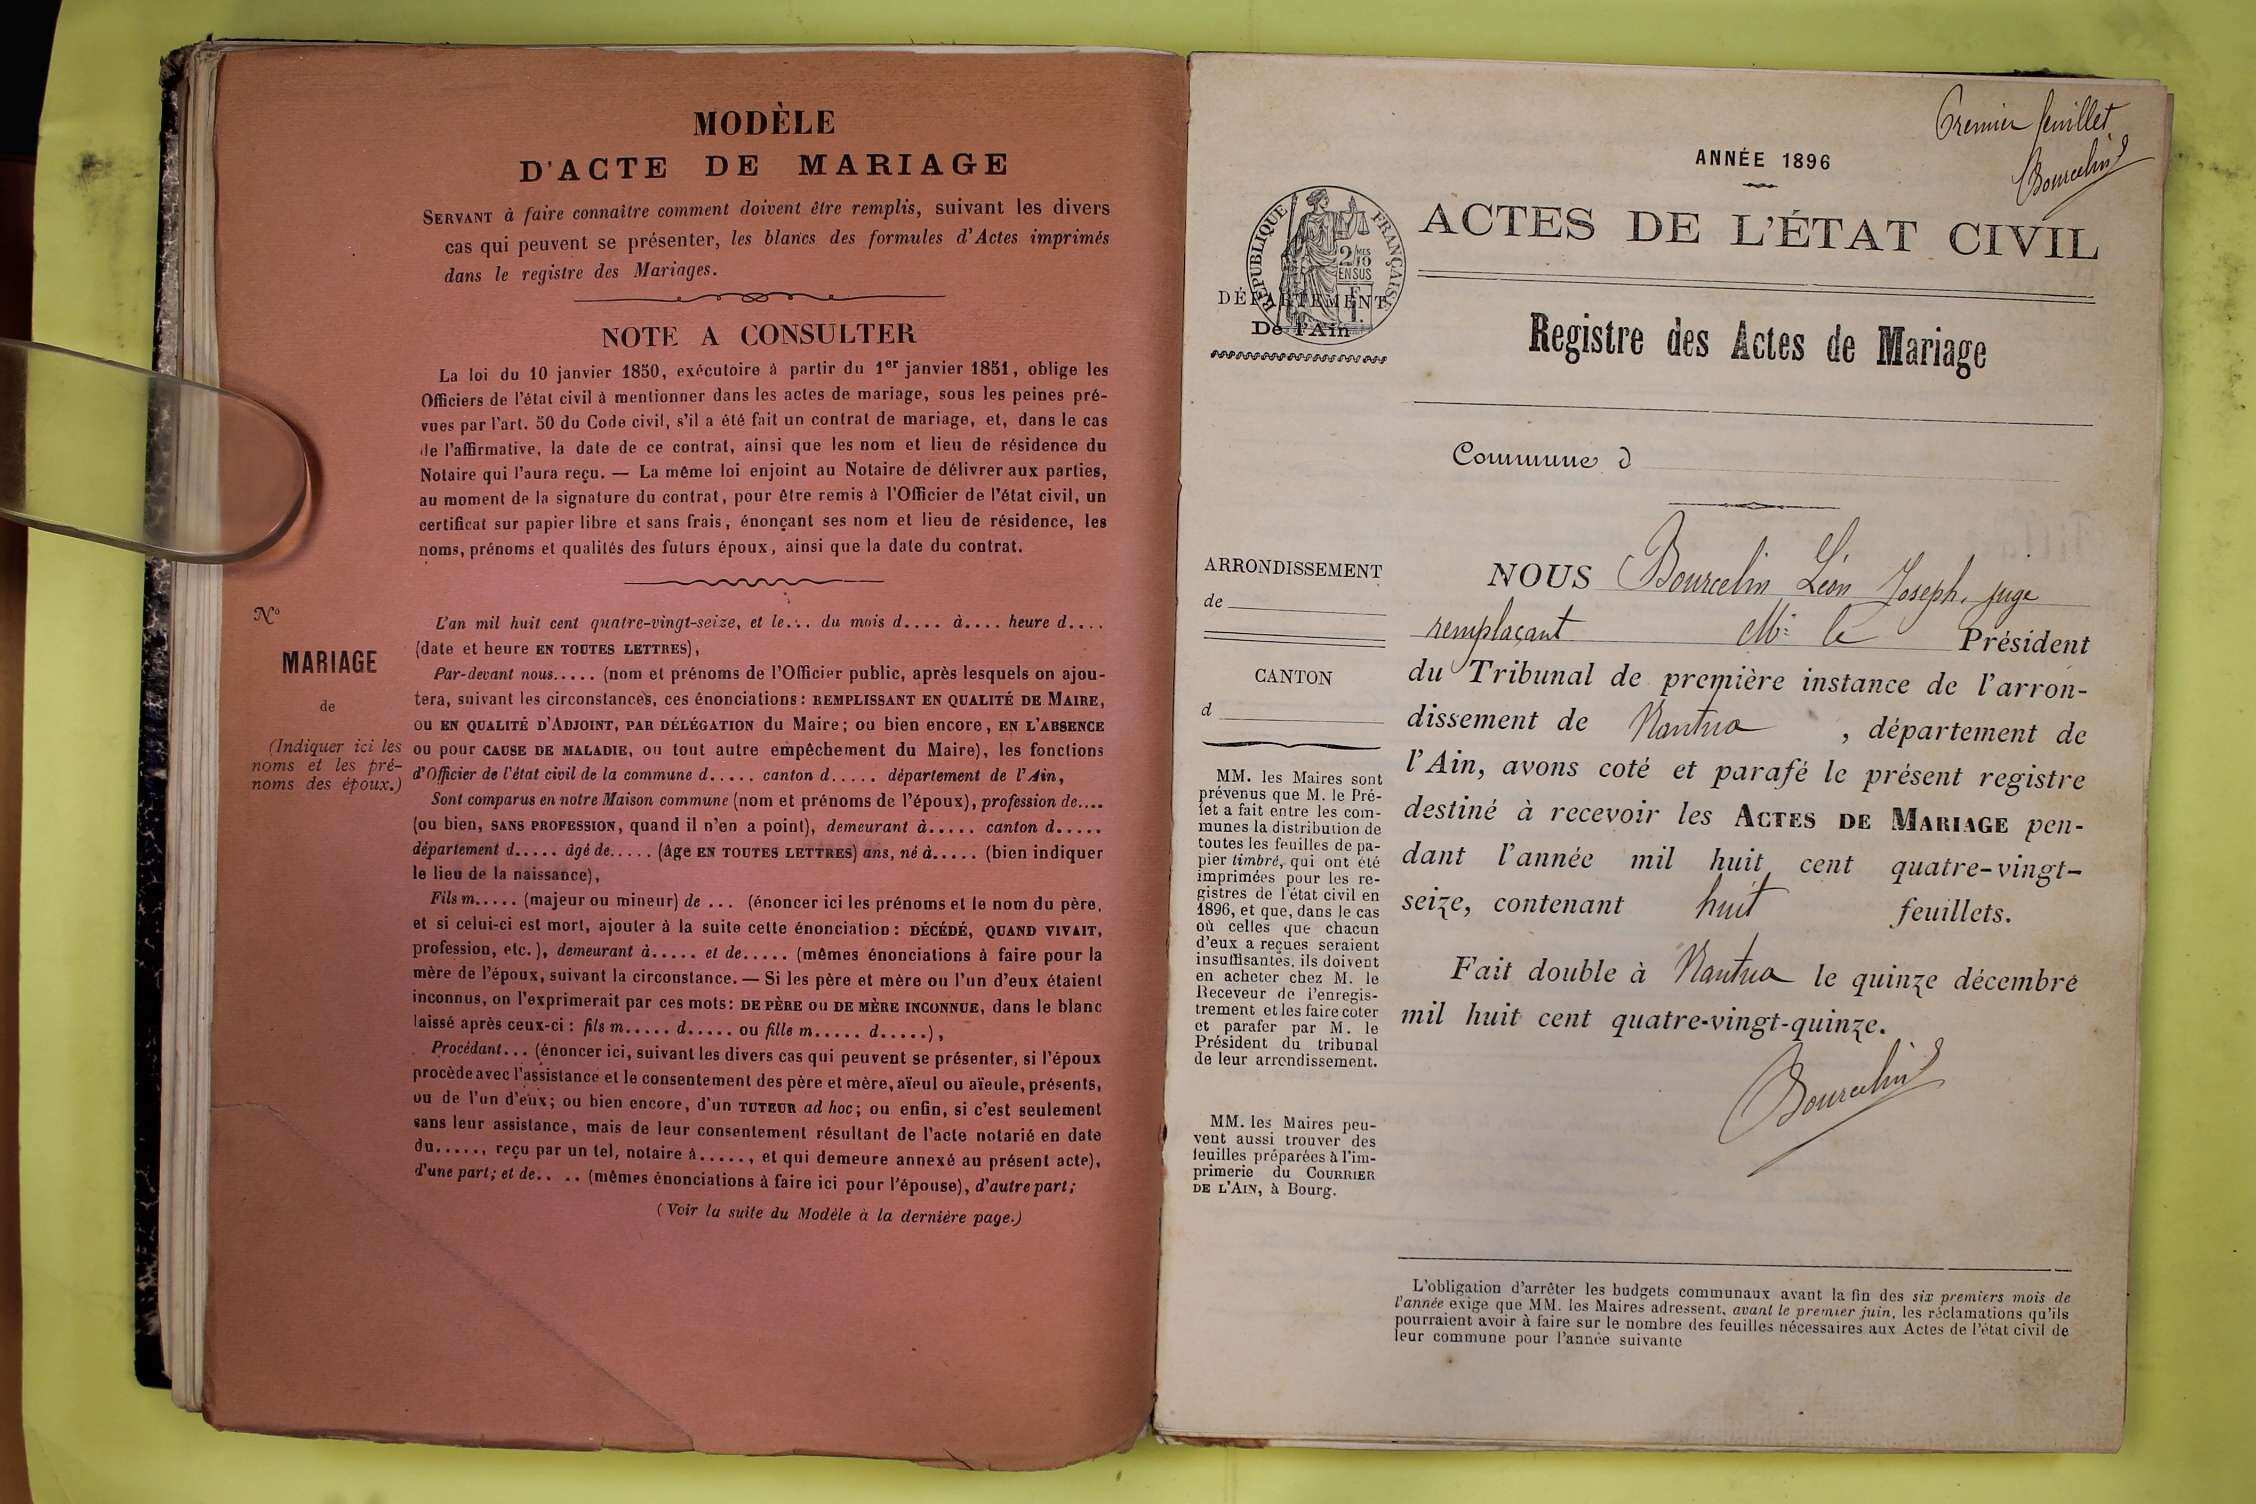 MODÈLE
D'ACTE DE MARIAGE
SERVANT à faire connaître comment doivent être remplis, suivant les divers
cas qui peuvent se présenter, les blancs des formules d'Actes imprimés
dans le registre des Mariages.
NOTE A CONSULTER
La loi du 10 janvier 1850, exécutoire à partir du 1er janvier 1851, oblige les
Officiers de l'état civil à mentionner dans les actes de mariage, sous les peines pré-
vues par l'art. 50 du Code civil, s'il a été fait un contrat de mariage, et, dans le cas
de l'affirmative, la date de ce contrat, ainsi que les nom et lieu de résidence du
Notaire qui l'aura reçu. — La même loi enjoint au Notaire de délivrer aux parties,
au moment de la signature du contrat, pour être remis à l'Officier de l'état civil, un
certificat sur papier libre et sans frais, énonçant ses nom et lieu de résidence, les
noms, prénoms et qualités des futurs époux, ainsi que la date du contrat.
No
MARIAGE
de
(Indiquer ici les
noms et les pré-
noms des époux.)
L'an mil huit cent quatre-vingt-seize, et le... du mois d.... à.... heure d....
(date et heure EN TOUTES LETTRES),
Par-devant nous..... (nom et prénoms de l'Officier public, après lesquels on ajou-
tera, suivant les circonstances, ces énonciations: REMPLISSANT EN QUALITÉ DE MAIRE,
ou EN QUALITÉ D'ADJOINT, PAR DÉLÉGATION du Maire; ou bien encore, EN L'ABSENCE
ou pour CAUSE DE MALADIE, ou tout autre empêchement du Maire), les fonctions
d'Officier de l'état civil de la commune d..... canton d..... département de l'Ain,
Sont comparus en notre Maison commune (nom et prénoms de l'époux), profession de....
(ou bien, SANS PROFESSION, quand il n'en a point), demeurant à..... canton d.....
département d..... âgé de..... (âge EN TOUTES LETTRES) ans, né à..... (bien indiquer
le lieu de la naissance),
Fils m..... (majeur ou mineur) de ... (énoncer ici les prénoms et le nom du père,
et si celui-ci est mort, ajouter à la suite cette énonciation: DÉCÉDÉ, QUAND VIVAIT,
profession, etc.), demeurant à..... et de..... (mêmes énonciations à faire pour la
mère de l'époux, suivant la circonstance. — Si les père et mère ou l'un d'eux étaient
inconnus, on l'exprimerait par ces mots: DE PÈRE ou DE MÈRE INCONNUE, dans le blanc
laissé après ceux-ci: fils m..... d..... ou fille m..... d.....),
Procédant... (énoncer ici, suivant les divers cas qui peuvent se présenter, si l'époux
procède avec l'assistance et le consentement des père et mère, aïeul ou aïeule, présents,
ou de l'un d'eux; ou bien encore, d'un TUTEUR ad hoc; ou enfin, si c'est seulement
sans leur assistance, mais de leur consentement résultant de l'acte notarié en date
du....., reçu par un tel, notaire à....., et qui demeure annexé au présent acte),
d'une part; et de.. .. (mêmes énonciations à faire ici pour l'épouse), d'autre part;
(Voir la suite du Modèle à la dernière page.)
Premier feuillet
Bourcelin
ANNÉE 1896
ACTES DE L'ÉTAT CIVIL
RÉPUBLIQUE FRANÇAISE
2/10MES
EN SUS
1F.
DÉPARTEMENT
De l'Ain
Registre des Actes de Mariage
Commune d
ARRONDISSEMENT
de
CANTON
d
MM. les Maires sont
prévenus que M. le Pré-
fet a fait entre les com-
munes la distribution de
toutes les feuilles de pa-
pier timbré, qui ont été
imprimées pour les re-
gistres de l'état civil en
1896, et que, dans le cas
où celles que chacun
d'eux a reçues seraient
insuffisantes, ils doivent
en acheter chez M. le
Receveur de l'enregis-
trement et les faire coter
et parafer par M. le
Président du tribunal
de leur arrondissement.
MM. les Maires peu-
vent aussi trouver des
feuilles préparées à l'im-
primerie du COURRIER
DE L'AIN, à Bourg.
NOUS Bourcelin Léon Joseph, juge
remplaçant Mr le Président
du Tribunal de première instance de l'arron-
dissement de Nantua, département de
l'Ain, avons coté et parafé le présent registre
destiné à recevoir les ACTES DE MARIAGE pen-
dant l'année mil huit cent quatre-vingt-
seize, contenant huit feuillets.
Fait double à Nantua le quinze décembre
mil huit cent quatre-vingt-quinze.
Bourcelin
L'obligation d'arrêter les budgets communaux avant la fin des six premiers mois de
l'année exige que MM. les Maires adressent, avant le premier juin, les réclamations qu'ils
pourraient avoir à faire sur le nombre des feuilles nécessaires aux Actes de l'état civil de
leur commune pour l'année suivante